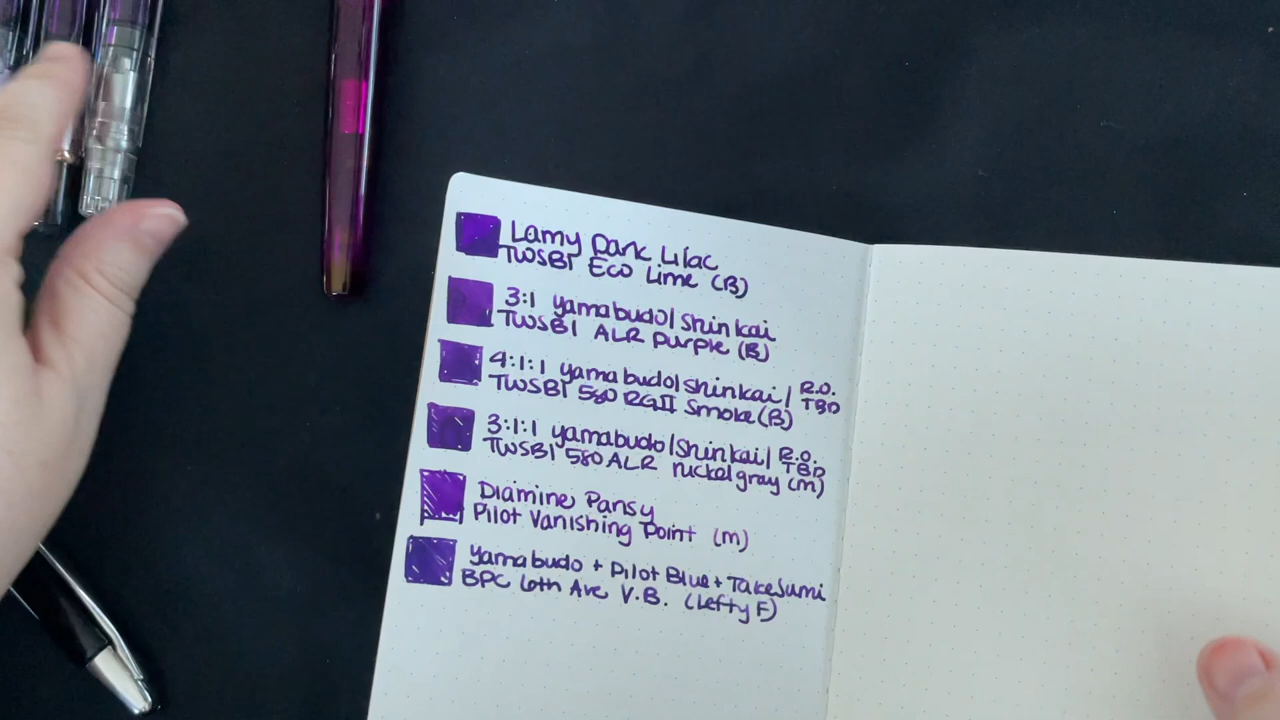 Lamy Dark Lilac
TWSBI Eco Lime (B)
3:1 yamabudo/Shinkai
TWSBI ALR Purple (B)
4:1:1 yamabudo/Shinkai/ R.O. TBD
TWSBI 580 RGII Smoke (B)
3:1:1 yamabudo/Shinkai/ R.O. TBD
TWSBI 580 ALR nickel gray (m)
Diamine Pansy
Pilot Vanishing Point (m)
yamabudo + Pilot Blue + TakeSumi
BPC 6th Ave V.B. (Lefty F)